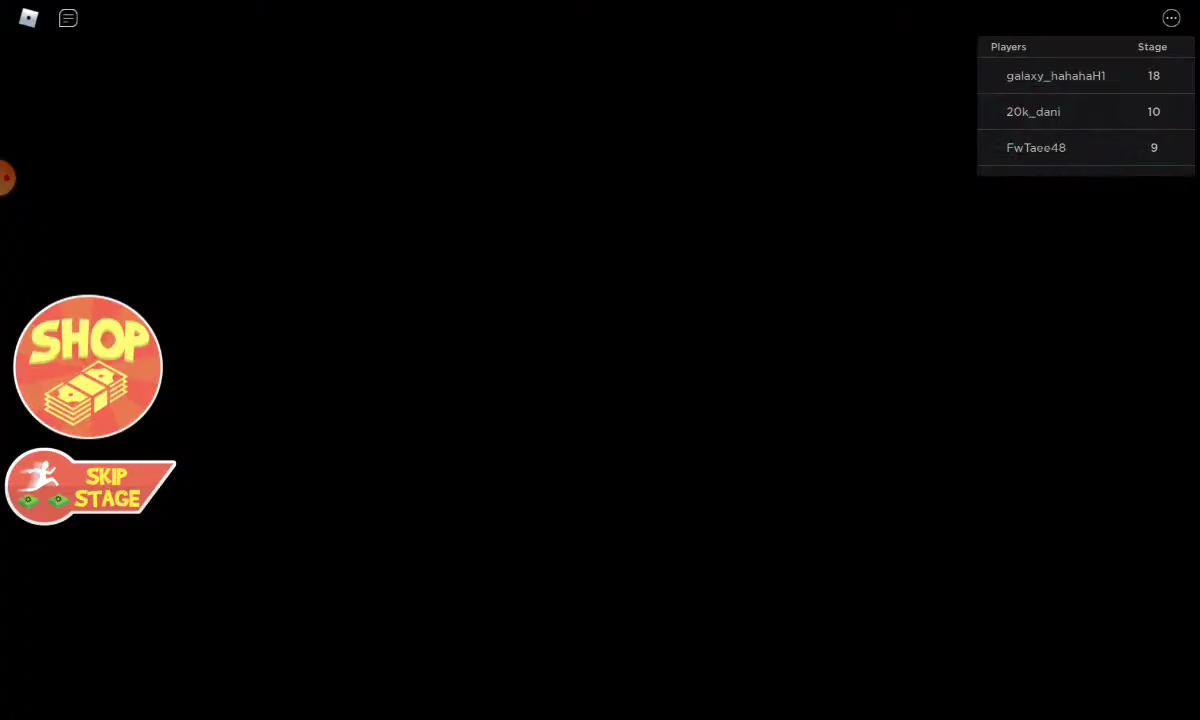 Players Stage
galaxy_hahahaH1 18
20k_dani 10
FwTaee48 9
SHOP
SKIP
STAGE